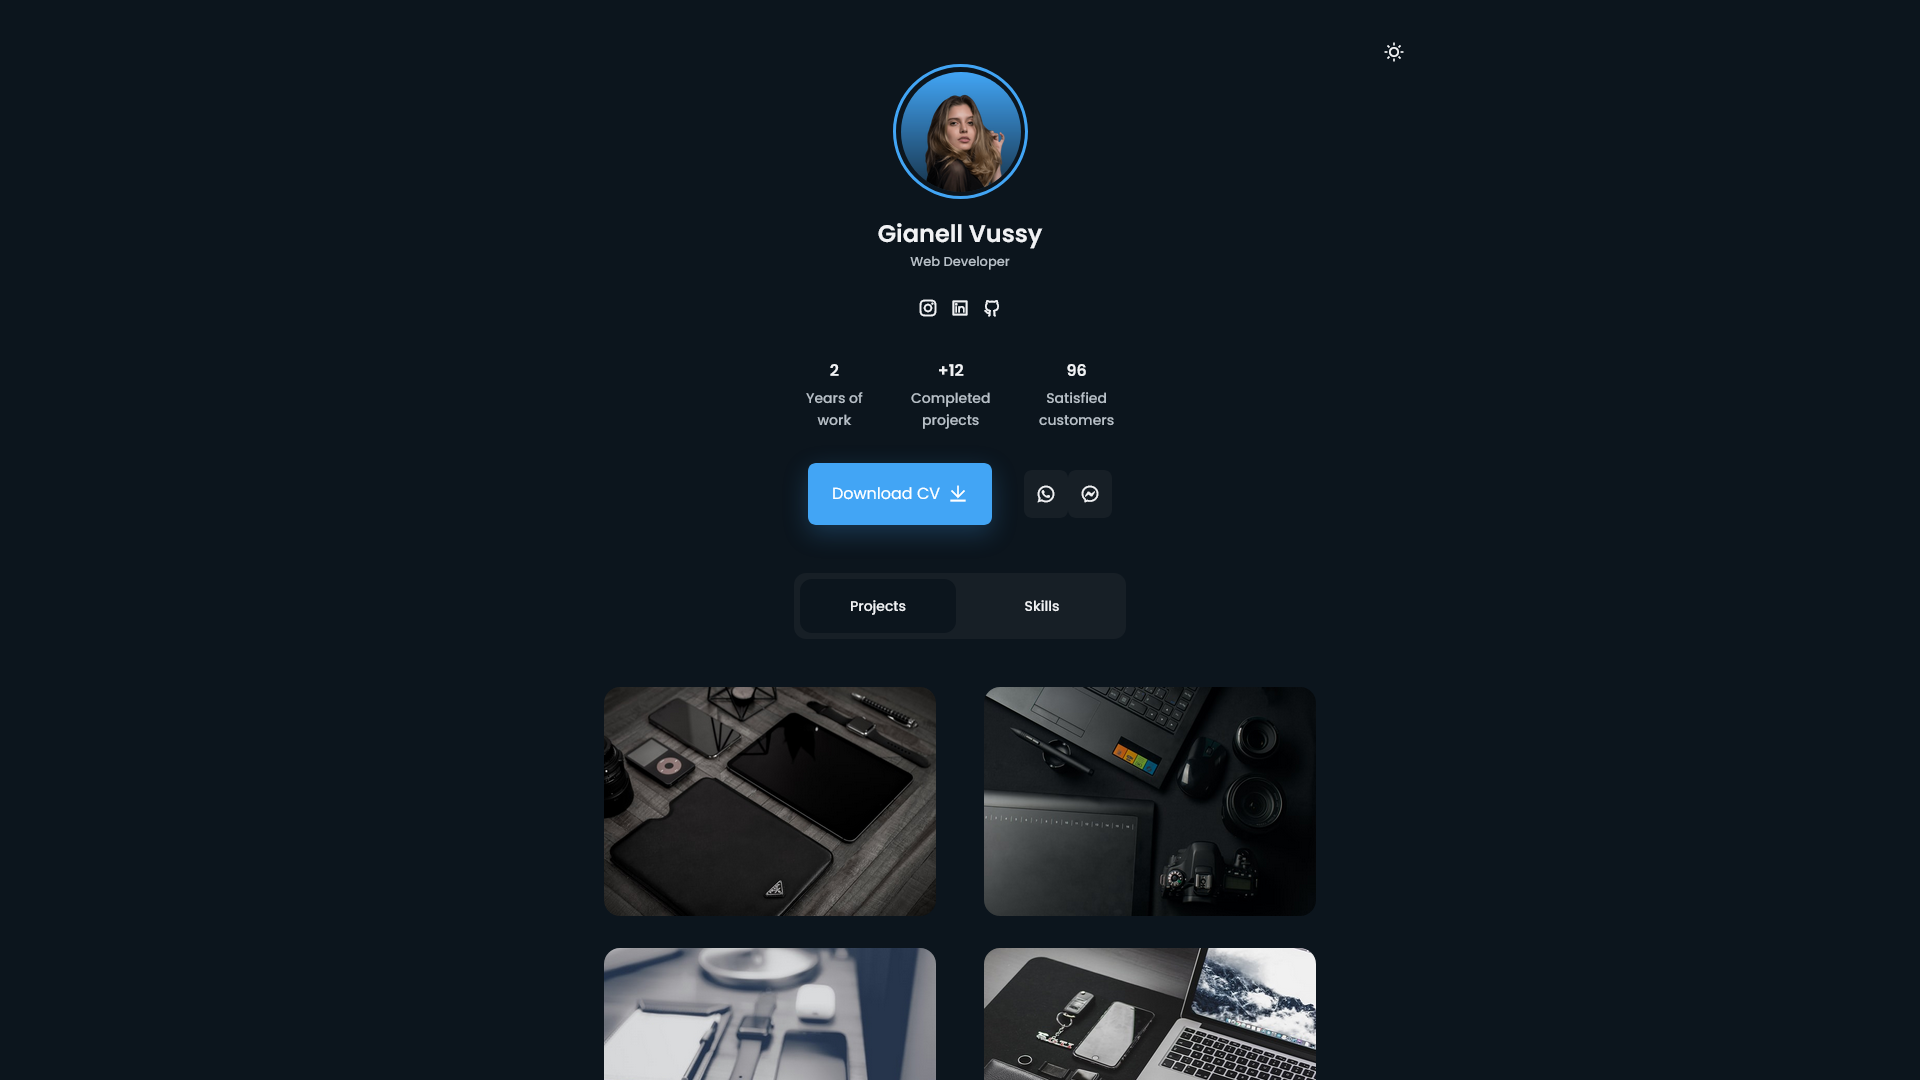 Gianell Vussy
Web Developer
2
Years of
work
+12
Completed
projects
96
Satisfied
customers
Download CV
Projects
Skills